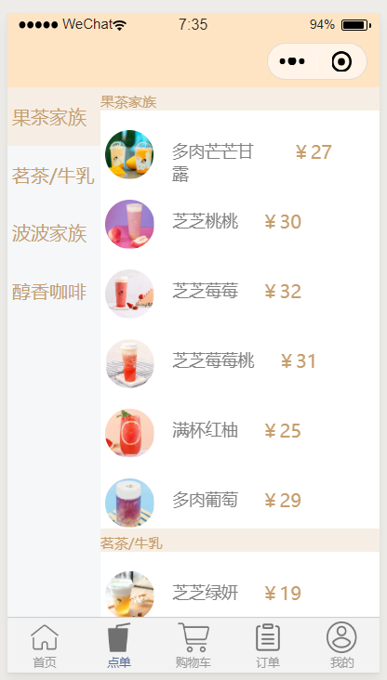 WeChat 7:35 94%
果茶家族
茗茶/牛乳
波波家族
醇香咖啡
果茶家族
多肉芒芒甘露 ¥27
芝芝桃桃 ¥30
芝芝莓莓 ¥32
芝芝莓莓桃 ¥31
满杯红柚 ¥25
多肉葡萄 ¥29
茗茶/牛乳
芝芝绿妍 ¥19
首页 点单 购物车 订单 我的